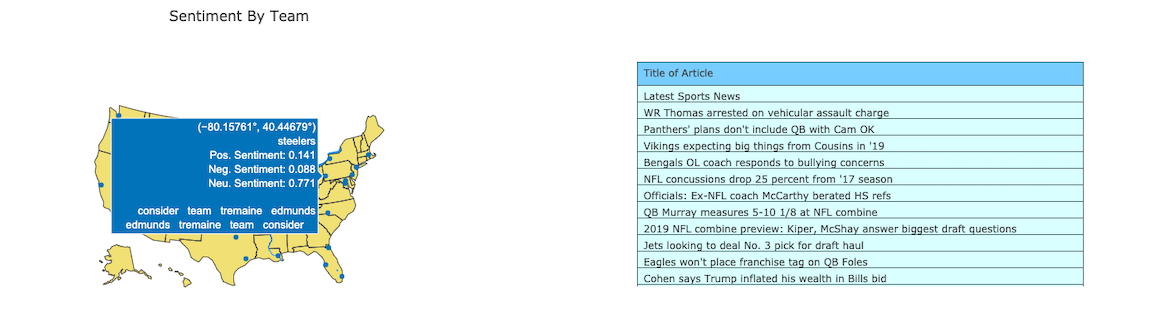 Sentiment By Team
(−80.15761°, 40.44679°)
steelers
Pos. Sentiment: 0.141
Neg. Sentiment: 0.088
Neu. Sentiment: 0.771
consider team tremaine edmunds
edmunds tremaine team consider
Title of Article
Latest Sports News
WR Thomas arrested on vehicular assault charge
Panthers' plans don't include QB with Cam OK
Vikings expecting big things from Cousins in '19
Bengals OL coach responds to bullying concerns
NFL concussions drop 25 percent from '17 season
Officials: Ex-NFL coach McCarthy berated HS refs
QB Murray measures 5-10 1/8 at NFL combine
2019 NFL combine preview: Kiper, McShay answer biggest draft questions
Jets looking to deal No. 3 pick for draft haul
Eagles won't place franchise tag on QB Foles
Cohen says Trump inflated his wealth in Bills bid